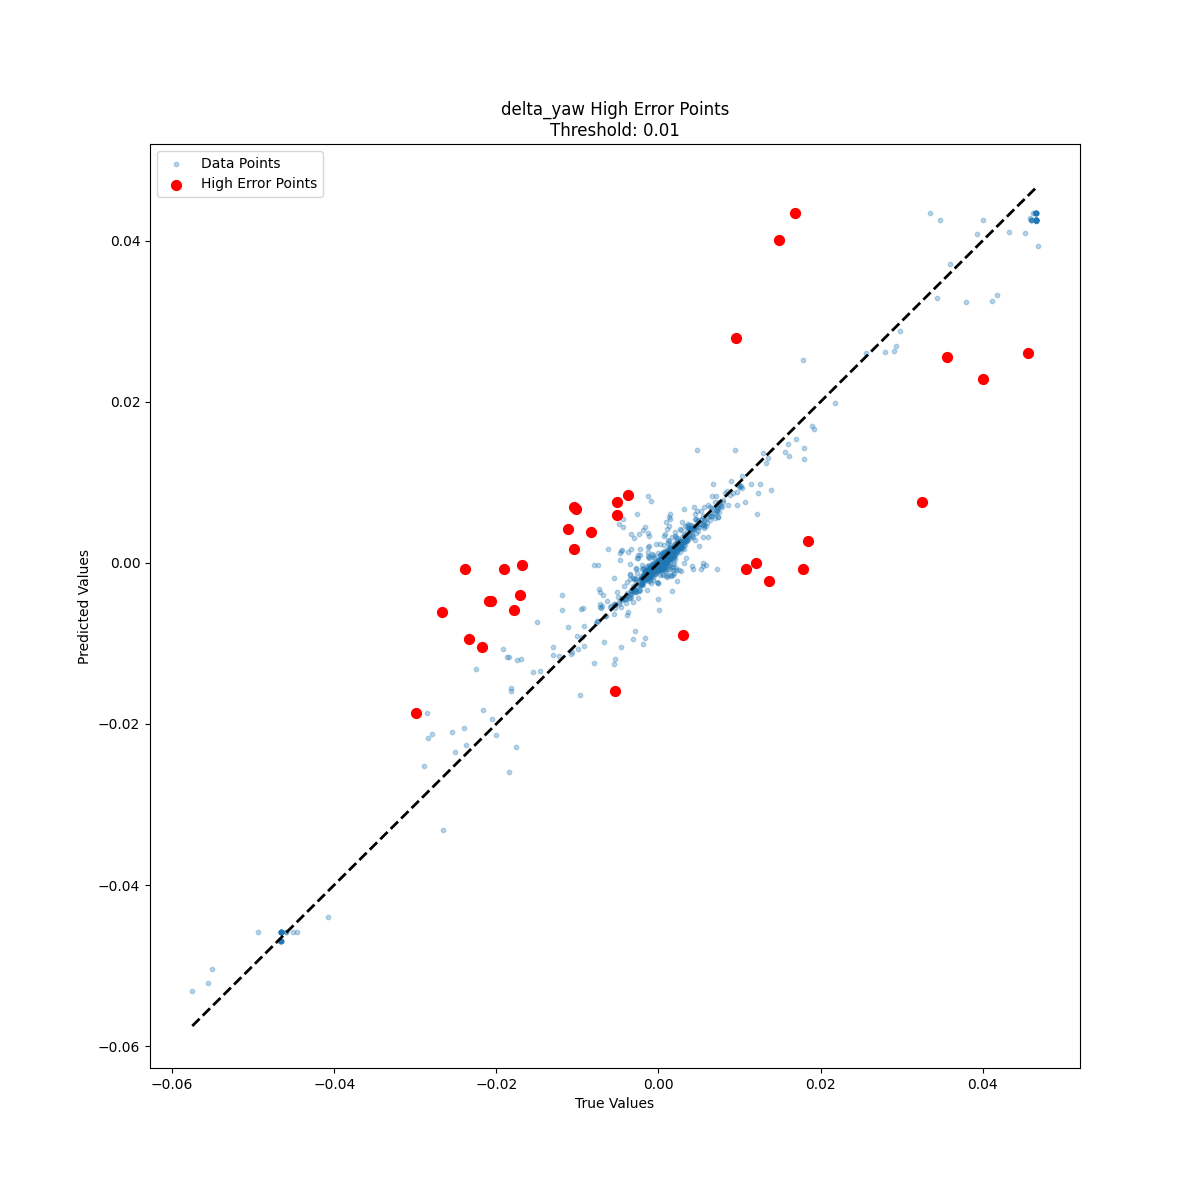 delta_yaw High Error Points
Threshold: 0.01
Data Points
High Error Points
0.04
0.02
0.00
−0.02
−0.04
−0.06
Predicted Values
−0.06
−0.04
−0.02
0.00
0.02
0.04
True Values